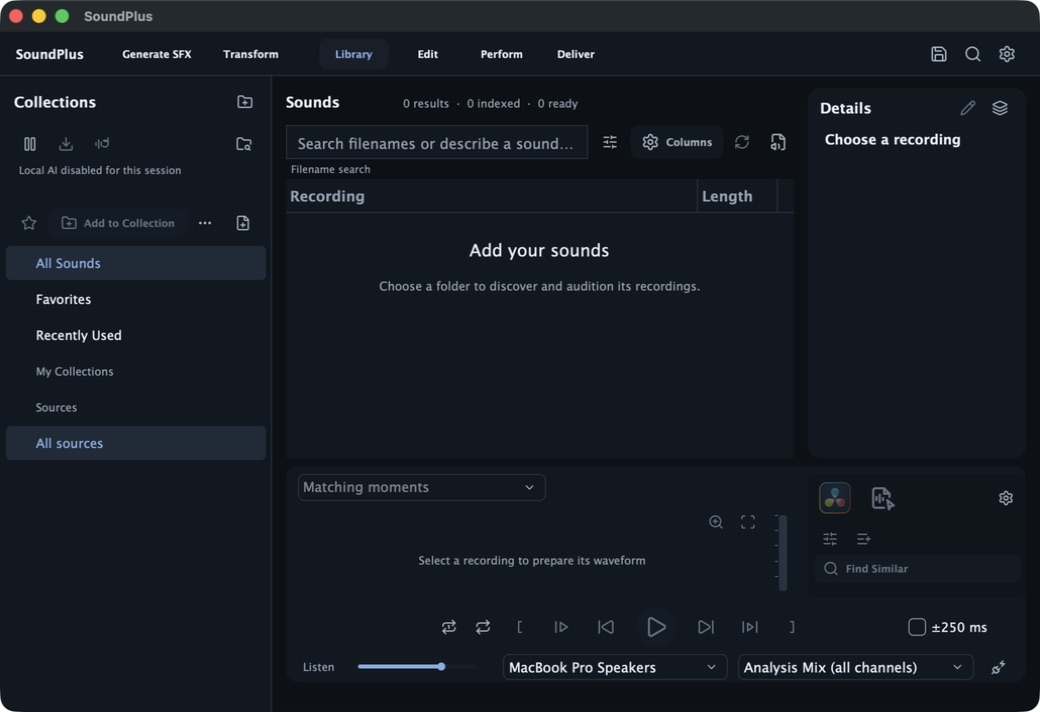 SoundPlus
SoundPlus
Generate SFX
Transform
Library
Edit
Perform
Deliver
Collections
Local AI disabled for this session
Add to Collection
All Sounds
Favorites
Recently Used
My Collections
Sources
All sources
Sounds
0 results · 0 indexed · 0 ready
Search filenames or describe a sound...
Columns
Filename search
Recording
Length
Add your sounds
Choose a folder to discover and audition its recordings.
Details
Choose a recording
Matching moments
Select a recording to prepare its waveform
Find Similar
±250 ms
Listen
MacBook Pro Speakers
Analysis Mix (all channels)